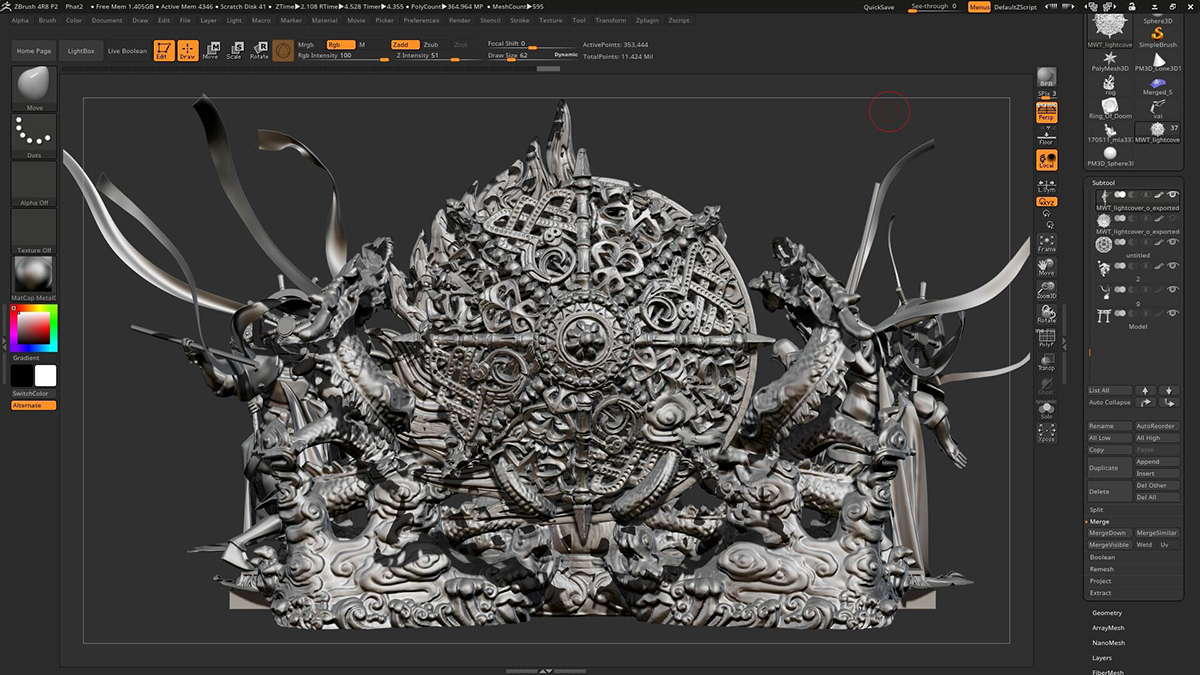 ZBrush 4R8 P2 Phat2 • Free Mem 1.405GB • Active Mem 4346 • Scratch Disk 41 • ZTime▶2.108 RTime▶4.528 Timer▶4.355 • PolyCount▶364.964 MP • MeshCount▶595 QuickSave See-through 0 Menus DefaultZScript
Alpha Brush Color Document Draw Edit File Layer Light Macro Marker Material Movie Picker Preferences Render Stencil Stroke Texture Tool Transform Zplugin Zscript
Home Page LightBox Live Boolean Edit Draw Move Scale Rotate
Mrgb Rgb M Zadd Zsub Zcut
Rgb Intensity 100 Z Intensity 51
Focal Shift 0 ActivePoints: 353,444
Draw Size 62 Dynamic TotalPoints: 11.424 Mil
Move
Dots
Alpha Off
Texture Off
MatCap Metal
Gradient
SwitchColor
Alternate
BPR
SPix 3
Persp
Floor
Local
L.Sym
Qxyz
Frame
Move
Zoom3D
Rotate
PolyF
Transp
Ghost
Solo
Xpose
Sphere3D
MWT_lightcove SimpleBrush
PolyMesh3D PM3D_Cone3D1
rog Merged_5
Ring_Of_Doom vai
37
170511_mia33 MWT_lightcove
PM3D_Sphere3I
Subtool
MWT_lightcover_o_exported
MWT_lightcover_o_exported
untitled
2
9
Model
List All
Auto Collapse
Rename AutoReorder
All Low All High
Copy Paste
Duplicate Append
Insert
Delete Del Other
Del All
Split
Merge
MergeDown MergeSimilar
MergeVisible Weld Uv
Boolean
Remesh
Project
Extract
Geometry
ArrayMesh
NanoMesh
Layers
FiberMesh